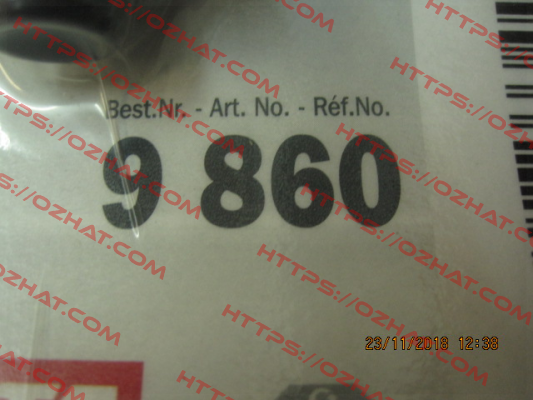 HTTPS://OZHAT.COM
Best.Nr. - Art. No. - Réf.No.
9 860
23/11/2018 12:38